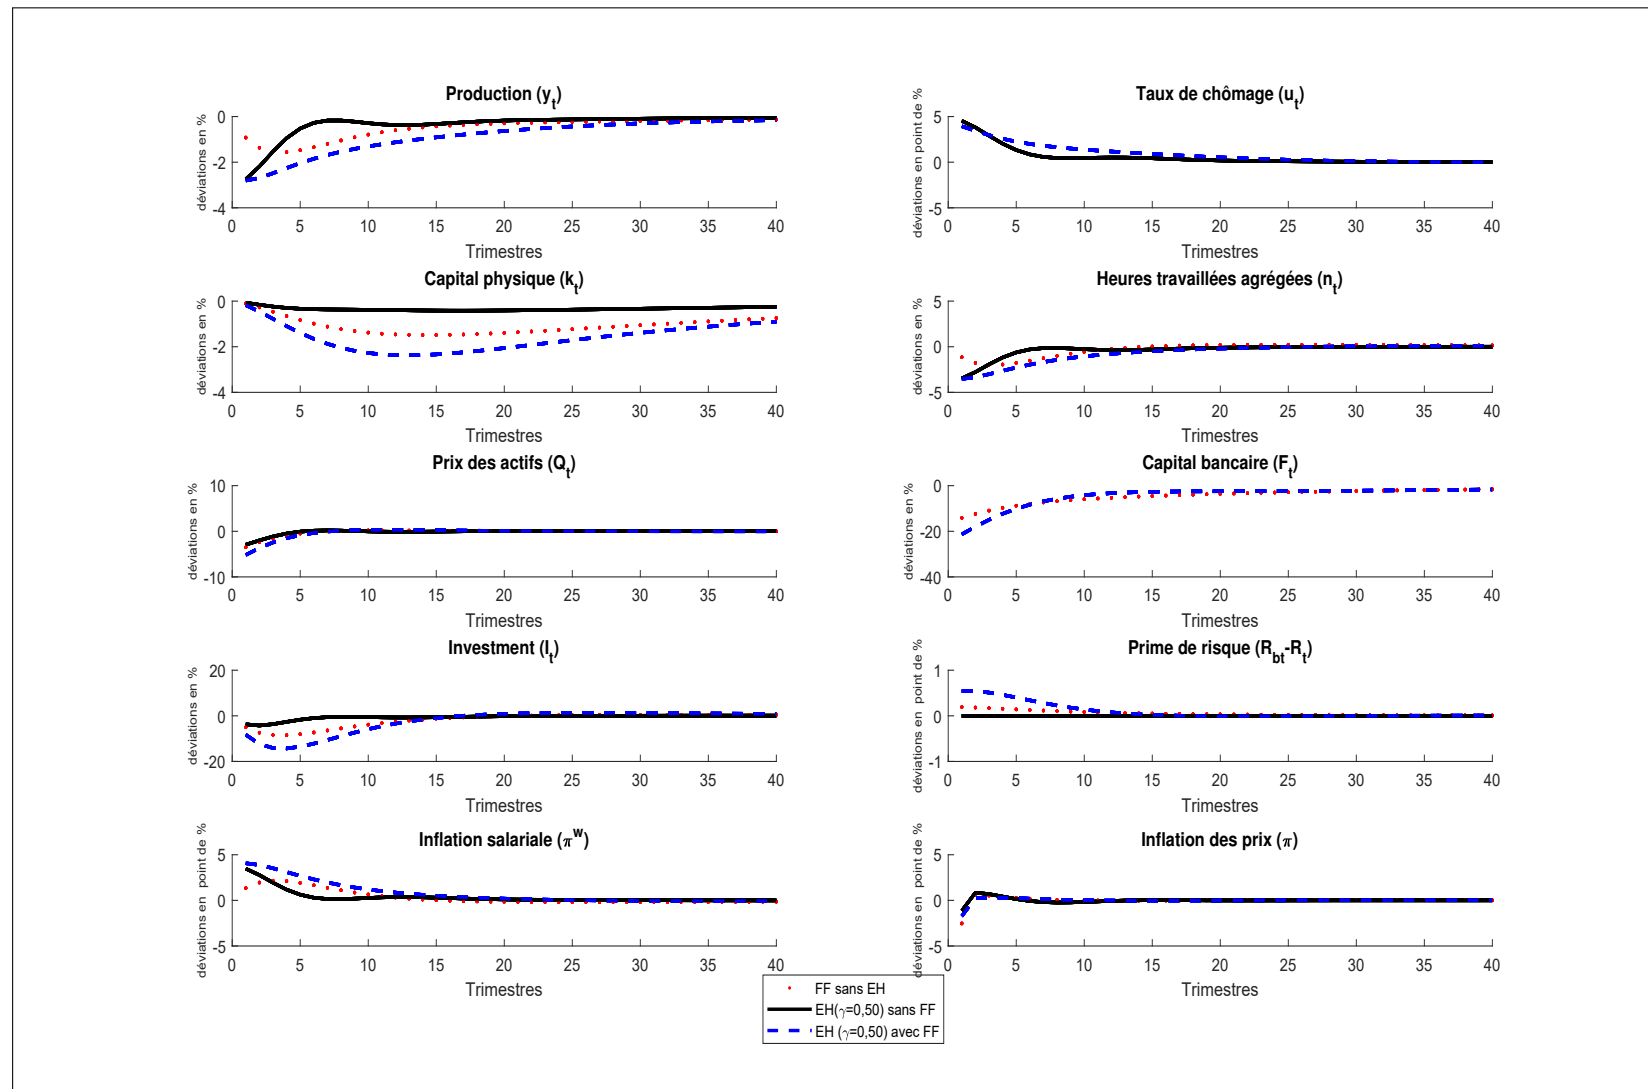 Production (y_t)
déviations en %
0
-2
-4
0 5 10 15 20 25 30 35 40
Trimestres
Taux de chômage (u_t)
déviations en point de %
5
0
-5
0 5 10 15 20 25 30 35 40
Trimestres
Capital physique (k_t)
déviations en %
0
-2
-4
0 5 10 15 20 25 30 35 40
Trimestres
Heures travaillées agrégées (n_t)
déviations en %
5
0
-5
0 5 10 15 20 25 30 35 40
Trimestres
Prix des actifs (Q_t)
déviations en %
10
0
-10
0 5 10 15 20 25 30 35 40
Trimestres
Capital bancaire (F_t)
déviations en %
0
-20
-40
0 5 10 15 20 25 30 35 40
Trimestres
Investment (I_t)
déviations en %
20
0
-20
0 5 10 15 20 25 30 35 40
Trimestres
Prime de risque (R_bt-R_t)
déviations en point de %
1
0
-1
0 5 10 15 20 25 30 35 40
Trimestres
Inflation salariale (π^w)
déviations en point de %
5
0
-5
0 5 10 15 20 25 30 35 40
Trimestres
Inflation des prix (π)
déviations en point de %
5
0
-5
0 5 10 15 20 25 30 35 40
Trimestres
FF sans EH
EH(γ=0,50) sans FF
EH (γ=0,50) avec FF